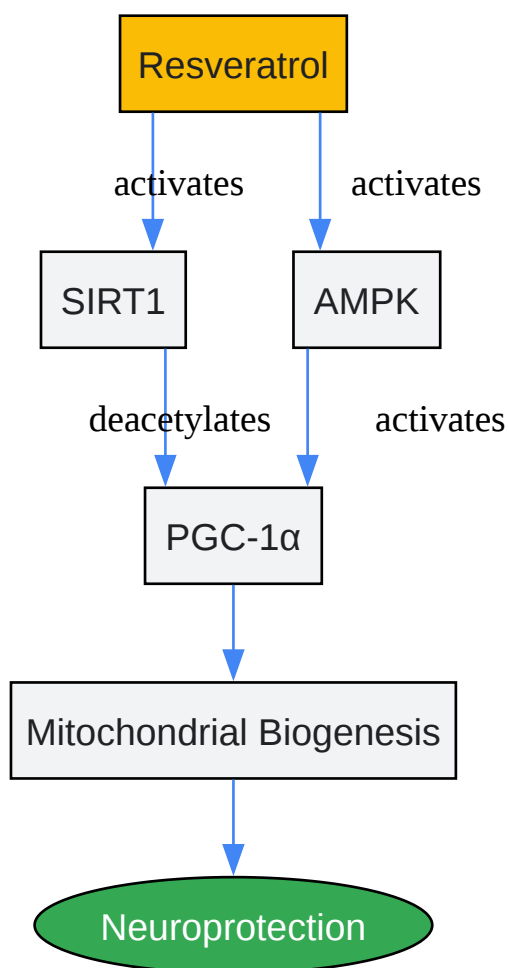 Resveratrol
activates activates
SIRT1 AMPK
deacetylates activates
PGC-1α
Mitochondrial Biogenesis
Neuroprotection